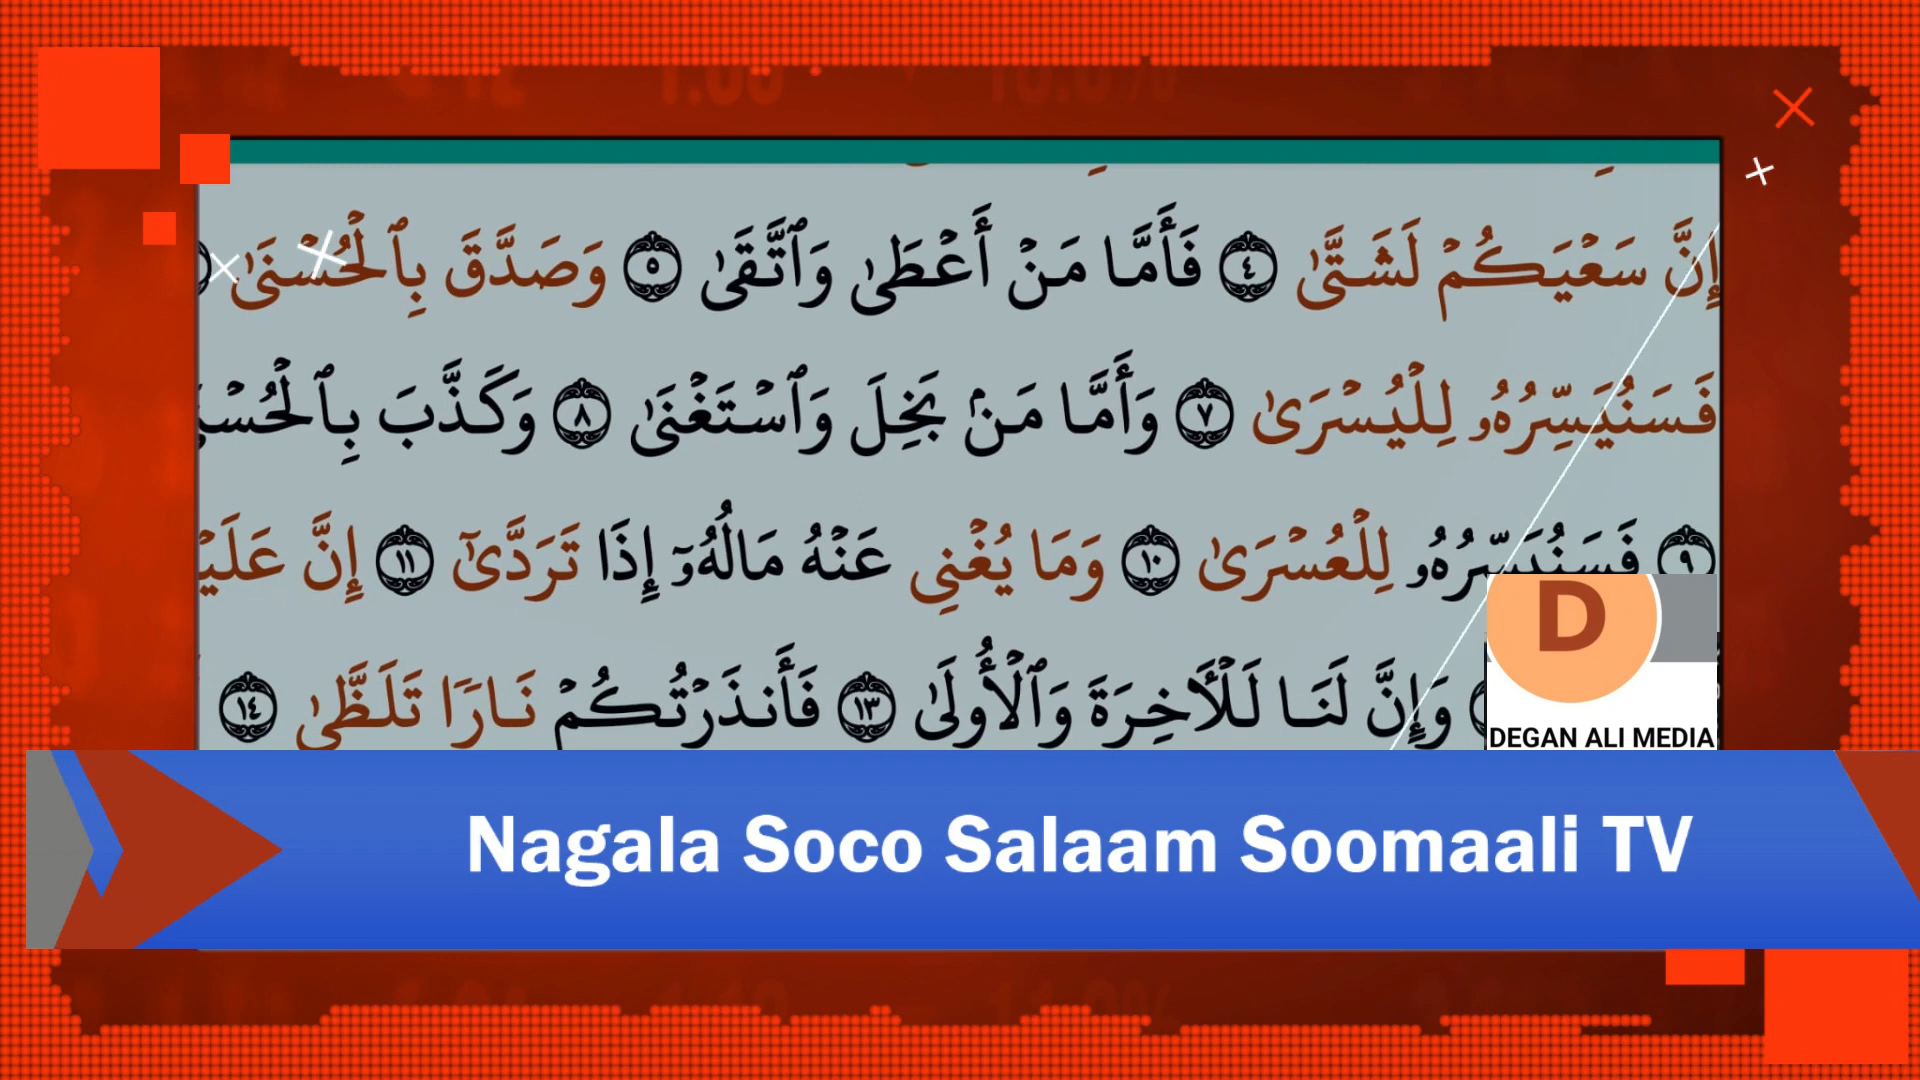 إِنَّ سَعْيَكُمْ لَشَتَّىٰ ٤ فَأَمَّا مَنْ أَعْطَىٰ وَٱتَّقَىٰ ٥ وَصَدَّقَ بِٱلْحُسْنَىٰ
فَسَنُيَسِّرُهُۥ لِلْيُسْرَىٰ ٧ وَأَمَّا مَنۢ بَخِلَ وَٱسْتَغْنَىٰ ٨ وَكَذَّبَ بِٱلْحُسْنَ
٩ فَسَنُيَسِّرُهُۥ لِلْعُسْرَىٰ ١٠ وَمَا يُغْنِى عَنْهُ مَالُهُۥٓ إِذَا تَرَدَّىٰٓ ١١ إِنَّ عَلَيْ
وَإِنَّ لَنَا لَلْـَٔاخِرَةَ وَٱلْأُولَىٰ ١٣ فَأَنذَرْتُكُمْ نَارًا تَلَظَّىٰ ١٤
D
DEGAN ALI MEDIA
Nagala Soco Salaam Soomaali TV